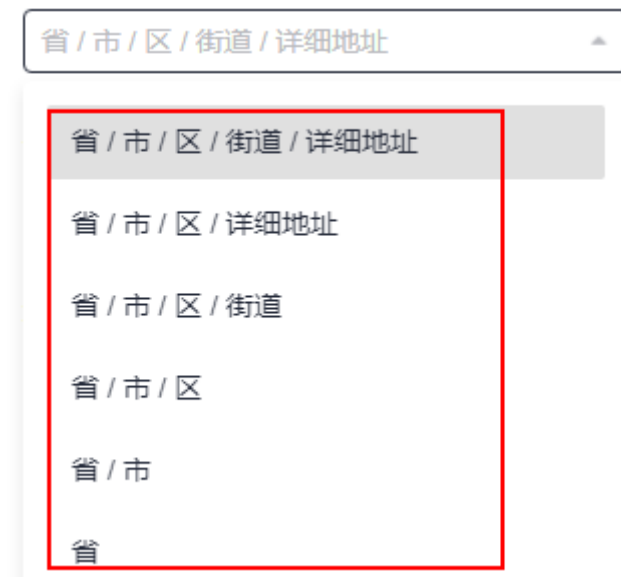 省 / 市 / 区 / 街道 / 详细地址
省 / 市 / 区 / 街道 / 详细地址
省 / 市 / 区 / 详细地址
省 / 市 / 区 / 街道
省 / 市 / 区
省 / 市
省